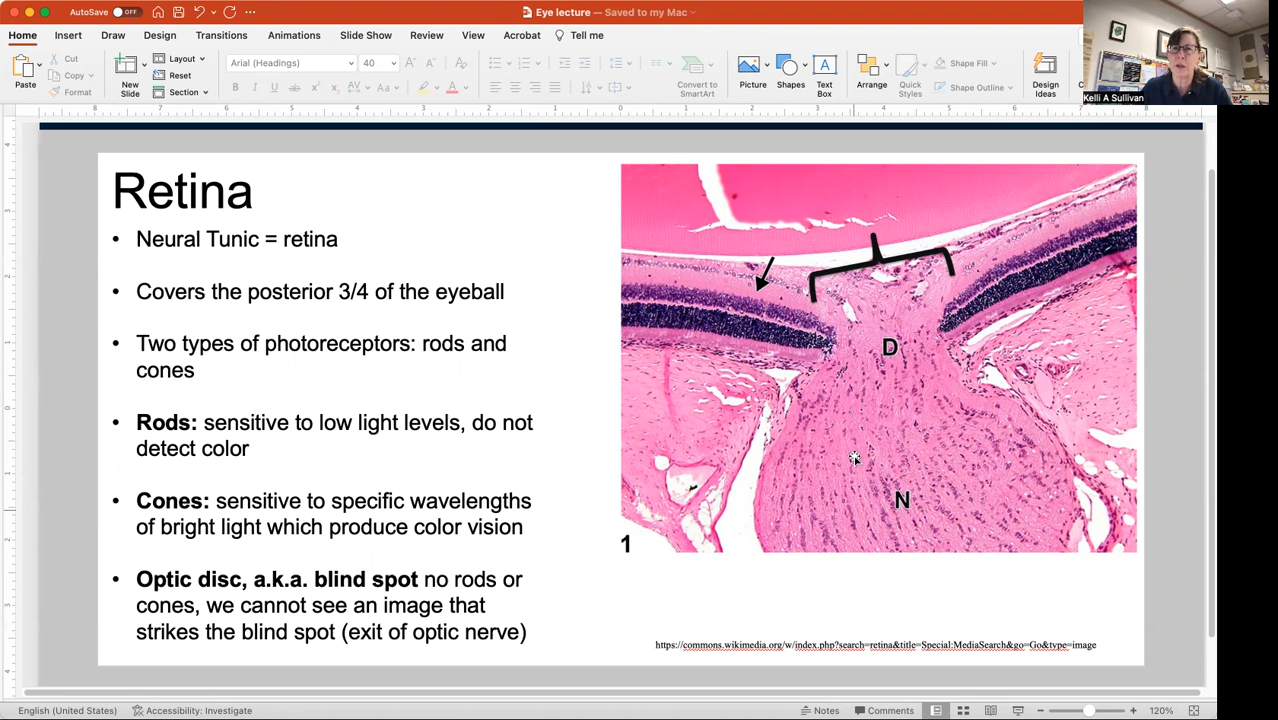 AutoSave OFF
Eye lecture — Saved to my Mac
Home Insert Draw Design Transitions Animations Slide Show Review View Acrobat Tell me
Paste
Cut
Copy
Format
New Slide
Layout
Reset
Section
Arial (Headings) 40
Convert to SmartArt
Picture
Shapes
Text Box
Arrange
Quick Styles
Shape Fill
Shape Outline
Design Ideas
Kelli A Sullivan
Retina
• Neural Tunic = retina
• Covers the posterior 3/4 of the eyeball
• Two types of photoreceptors: rods and
cones
• Rods: sensitive to low light levels, do not
detect color
• Cones: sensitive to specific wavelengths
of bright light which produce color vision
• Optic disc, a.k.a. blind spot no rods or
cones, we cannot see an image that
strikes the blind spot (exit of optic nerve)
D
N
1
https://commons.wikimedia.org/w/index.php?search=retina&title=Special:MediaSearch&go=Go&type=image
English (United States) Accessibility: Investigate Notes Comments 120%